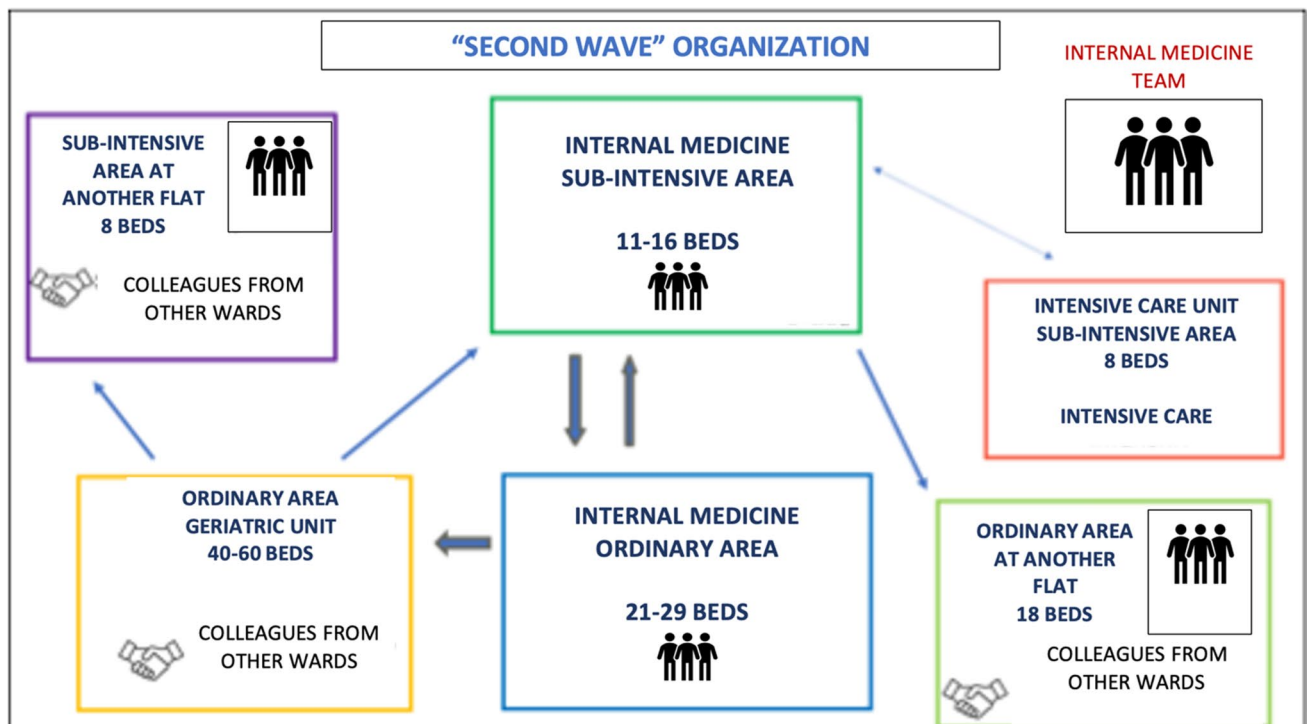 “SECOND WAVE” ORGANIZATION
INTERNAL MEDICINE
TEAM
SUB-INTENSIVE
AREA AT
ANOTHER FLAT
8 BEDS
COLLEAGUES FROM
OTHER WARDS
INTERNAL MEDICINE
SUB-INTENSIVE AREA
11-16 BEDS
INTENSIVE CARE UNIT
SUB-INTENSIVE AREA
8 BEDS
INTENSIVE CARE
ORDINARY AREA
GERIATRIC UNIT
40-60 BEDS
COLLEAGUES FROM
OTHER WARDS
INTERNAL MEDICINE
ORDINARY AREA
21-29 BEDS
ORDINARY AREA
AT ANOTHER
FLAT
18 BEDS
COLLEAGUES FROM
OTHER WARDS